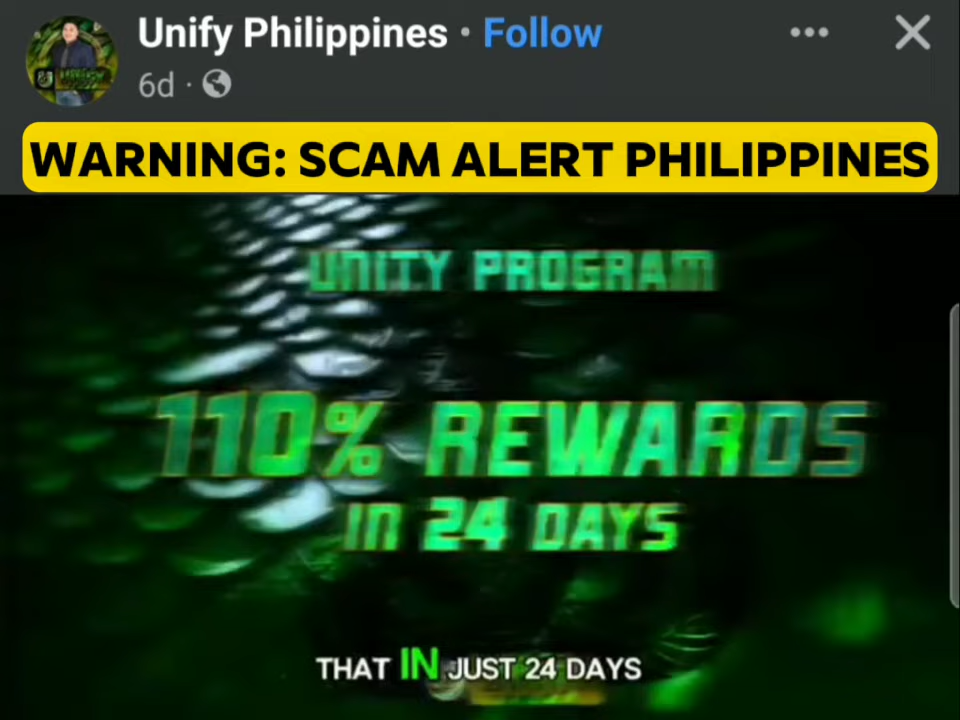 Unify Philippines • Follow
6d
WARNING: SCAM ALERT PHILIPPINES
UNITY PROGRAM
110% REWARDS
in 24 DAYS
THAT IN JUST 24 DAYS